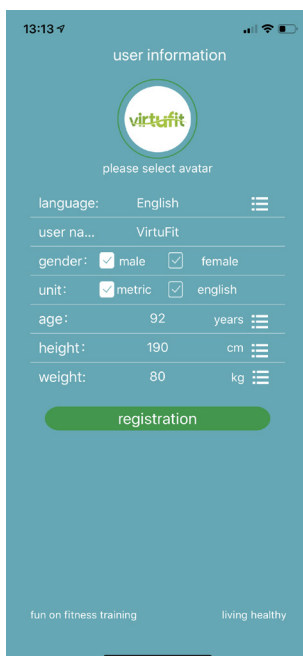 13:13
user information
virtufit
please select avatar
language: English
user na... VirtuFit
gender: male female
unit: metric english
age: 92 years
height: 190 cm
weight: 80 kg
registration
fun on fitness training living healthy